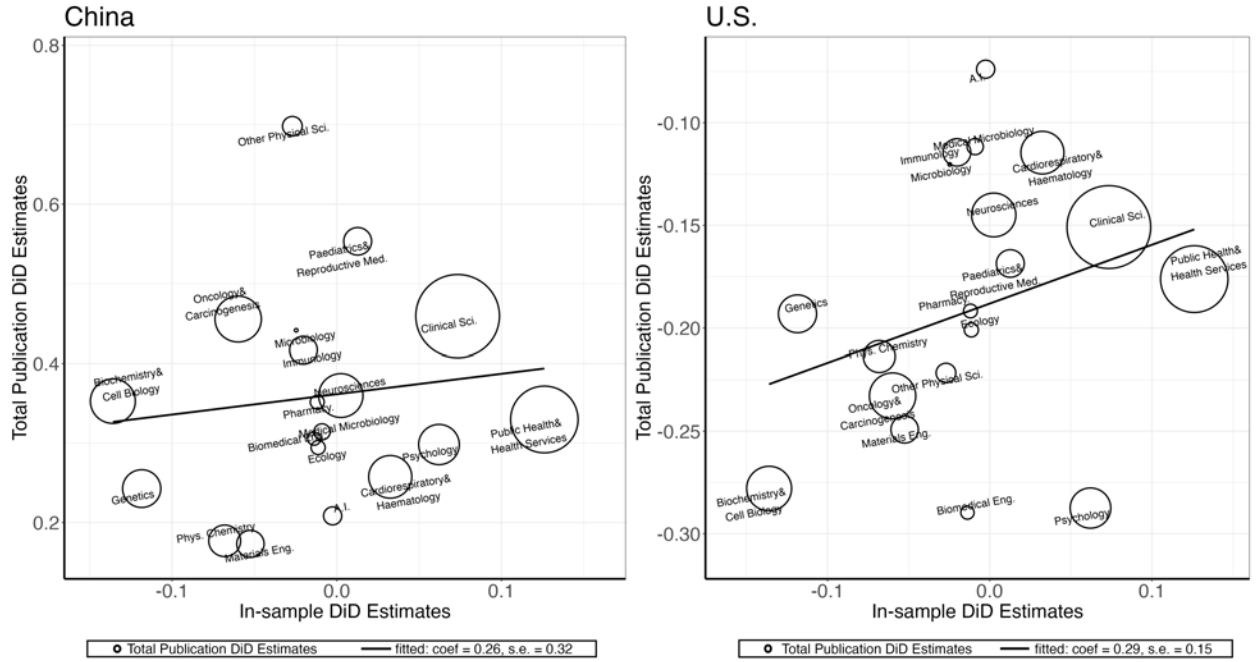 China
Total Publication DiD Estimates
0.8
0.6
0.4
0.2
Other Physical Sci.
Paediatrics&
Reproductive Med.
Oncology&
Carcinogenesis
Clinical Sci.
Microbiology
Immunology
Biochemistry&
Cell Biology
Neurosciences
Pharmacy.
Medical Microbiology
Biomedical
Ecology
Public Health&
Health Services
Psychology
Cardiorespiratory&
Haematology
Genetics
A.I.
Phys. Chemistry
Materials Eng.
-0.1
0.0
0.1
In-sample DiD Estimates
Total Publication DiD Estimates
fitted: coef = 0.26, s.e. = 0.32
U.S.
Total Publication DiD Estimates
-0.10
-0.15
-0.20
-0.25
-0.30
A.I.
Medical Microbiology
Immunology
Microbiology
Cardiorespiratory&
Haematology
Neurosciences
Clinical Sci.
Public Health&
Health Services
Paediatrics&
Reproductive Med.
Pharmacy.
Genetics
Ecology
Phys. Chemistry
Other Physical Sci.
Oncology&
Carcinogenesis
Materials Eng.
Biochemistry&
Cell Biology
Biomedical Eng.
Psychology
-0.1
0.0
0.1
In-sample DiD Estimates
Total Publication DiD Estimates
fitted: coef = 0.29, s.e. = 0.15